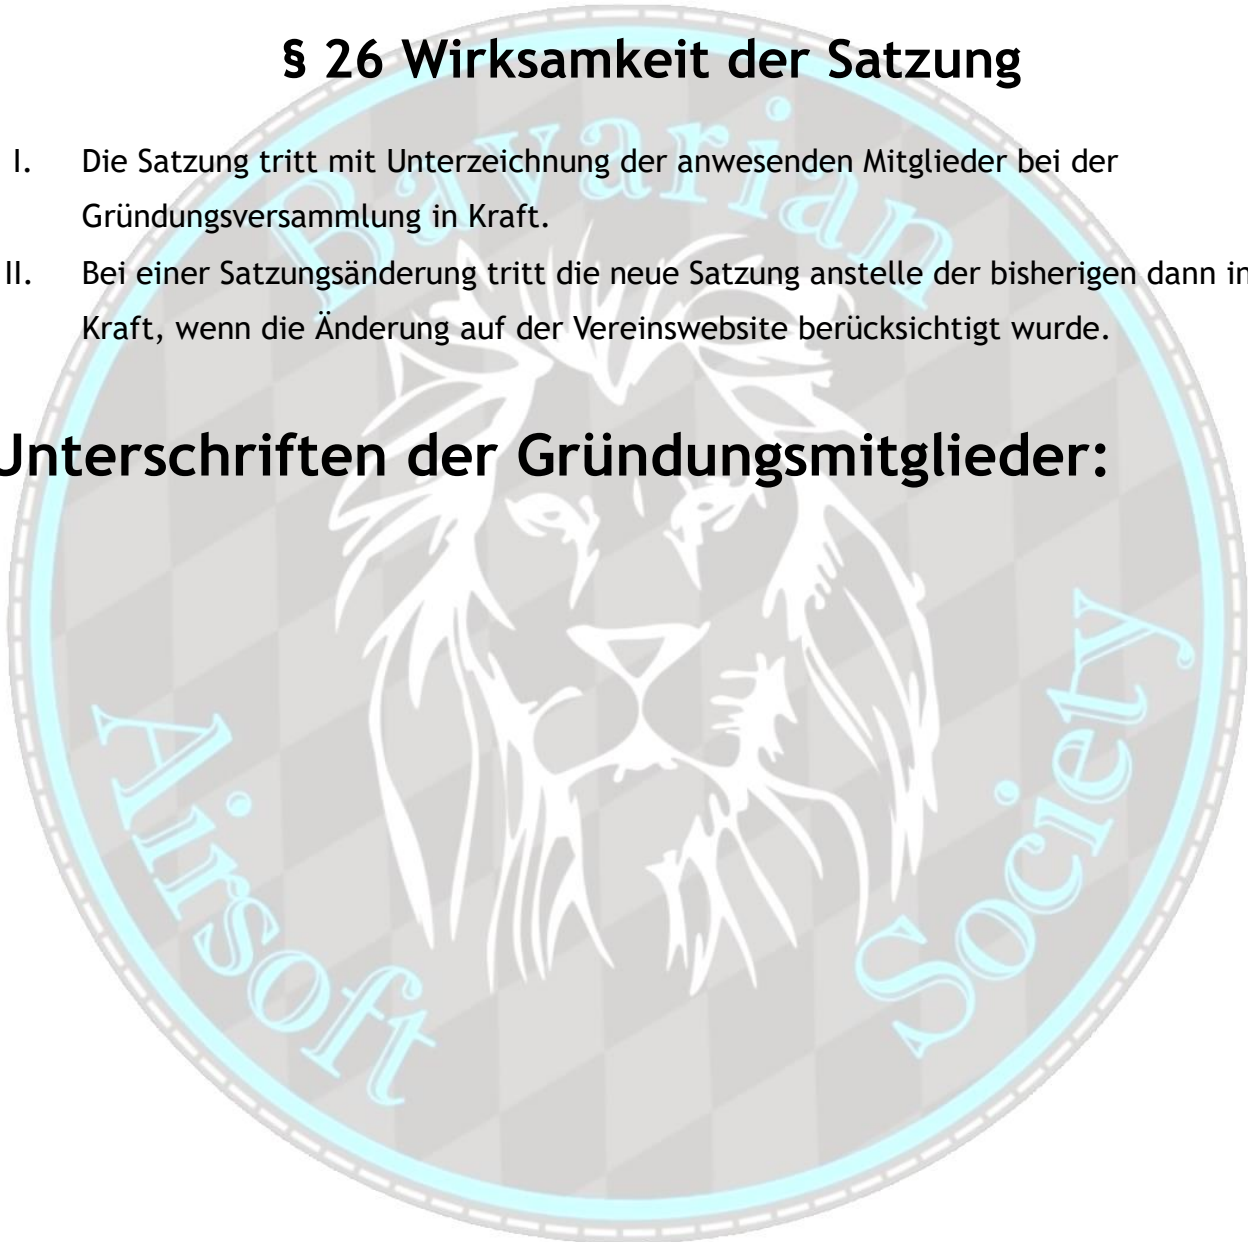 § 26 Wirksamkeit der Satzung
I. Die Satzung tritt mit Unterzeichnung der anwesenden Mitglieder bei der
Gründungsversammlung in Kraft.
II. Bei einer Satzungsänderung tritt die neue Satzung anstelle der bisherigen dann in
Kraft, wenn die Änderung auf der Vereinswebsite berücksichtigt wurde.
Unterschriften der Gründungsmitglieder:
Bavarian
Airsoft
Society